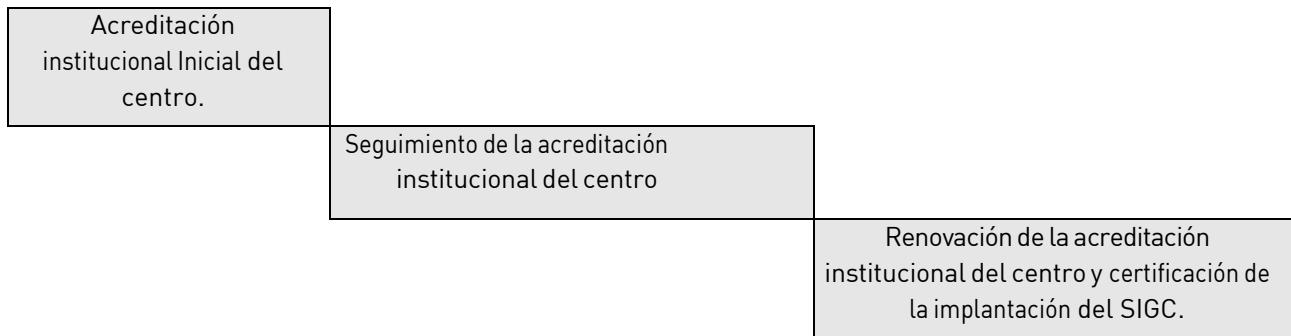 Acreditación
institucional Inicial del
centro.
Seguimiento de la acreditación
institucional del centro
Renovación de la acreditación
institucional del centro y certificación de
la implantación del SIGC.